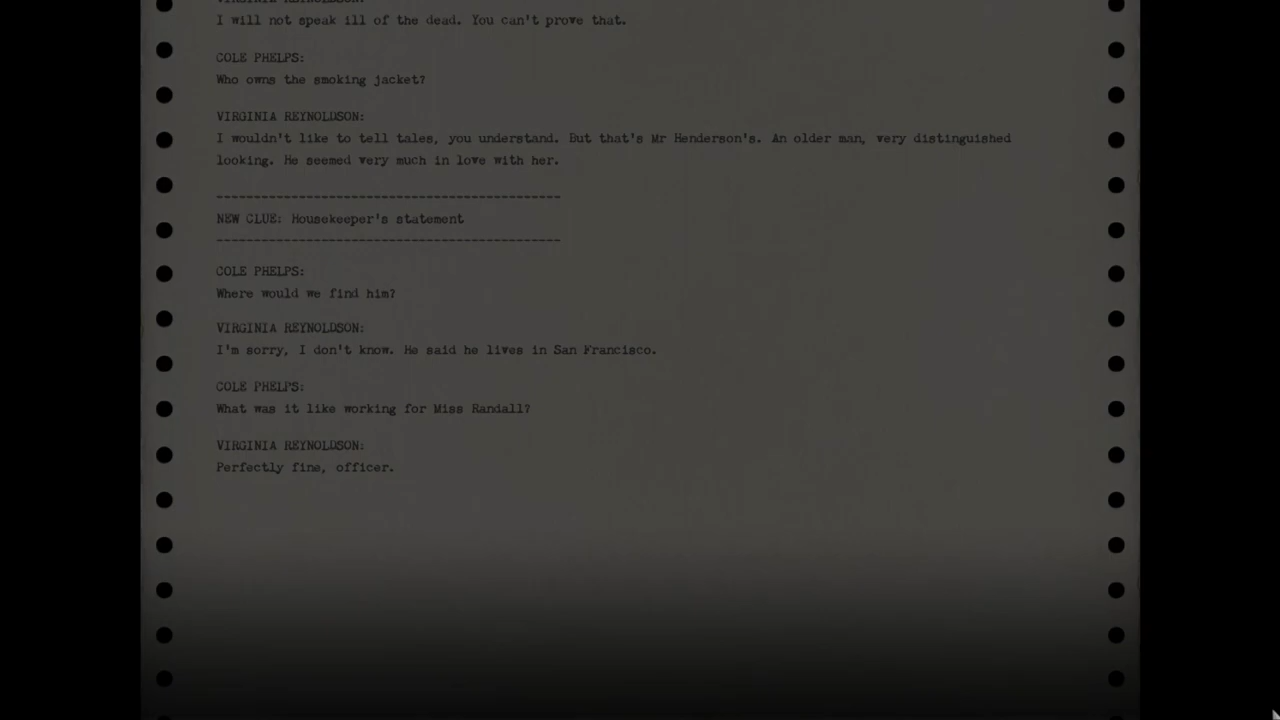 VIRGINIA REYNOLDSON:
I will not speak ill of the dead. You can't prove that.
COLE PHELPS:
Who owns the smoking jacket?
VIRGINIA REYNOLDSON:
I wouldn't like to tell tales, you understand. But that's Mr Henderson's. An older man, very distinguished
looking. He seemed very much in love with her.
----------------------------------------------
NEW CLUE: Housekeeper's statement
----------------------------------------------
COLE PHELPS:
Where would we find him?
VIRGINIA REYNOLDSON:
I'm sorry, I don't know. He said he lives in San Francisco.
COLE PHELPS:
What was it like working for Miss Randall?
VIRGINIA REYNOLDSON:
Perfectly fine, officer.